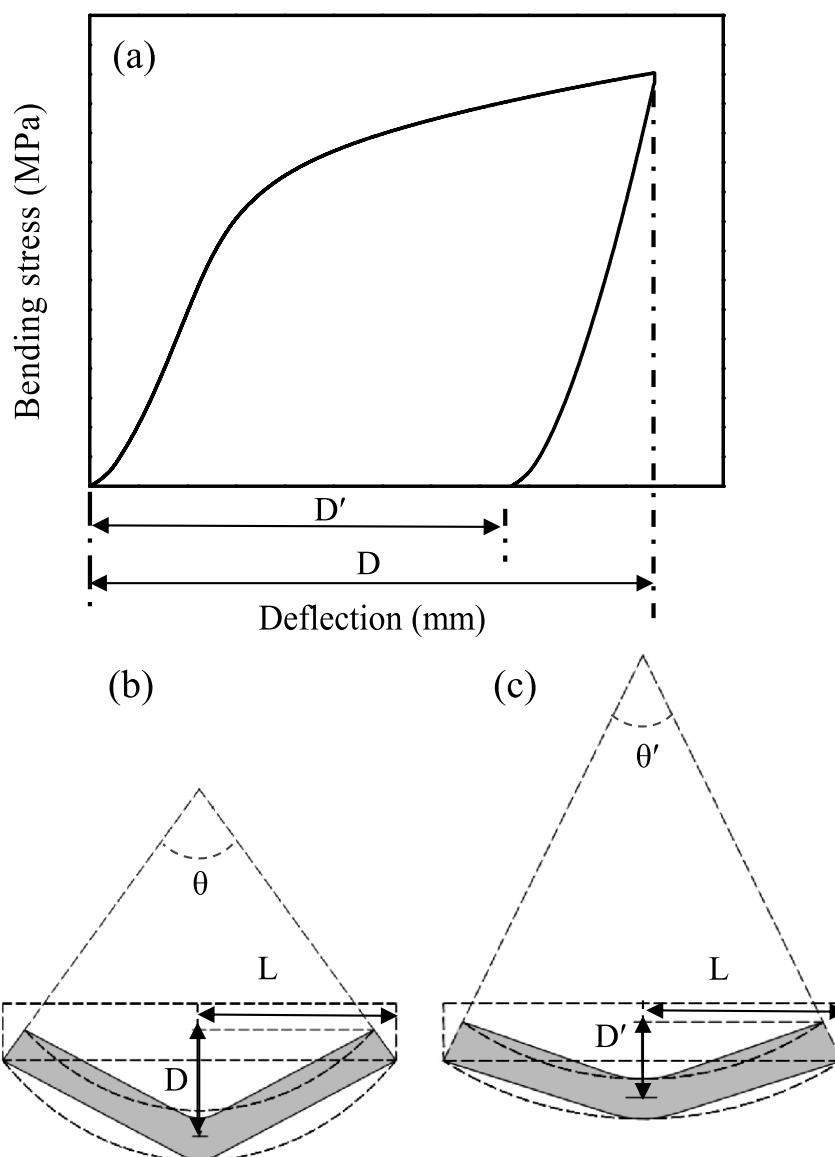 (a)
Bending stress (MPa)
D′
D
Deflection (mm)
(b)
(c)
θ′
θ
L
L
D′
D